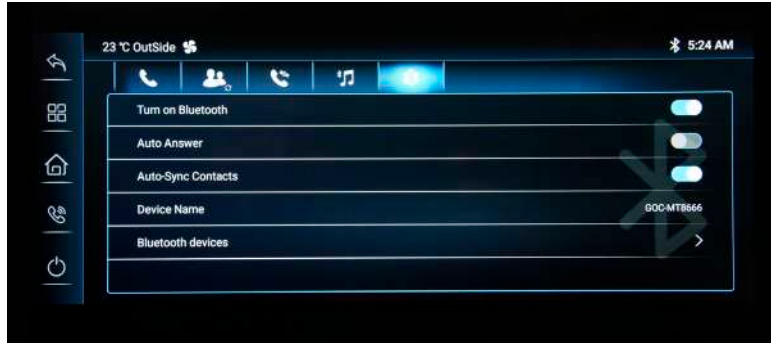 23 °C OutSide
5:24 AM
Turn on Bluetooth
Auto Answer
Auto-Sync Contacts
Device Name
GOC-MT8666
Bluetooth devices